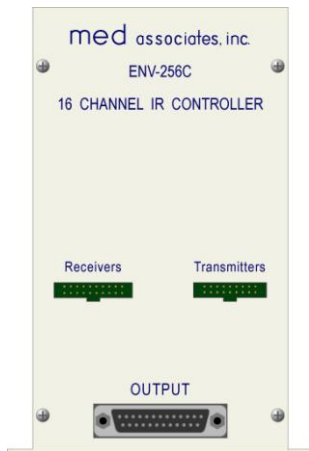 med associates, inc.
ENV-256C
16 CHANNEL IR CONTROLLER
Receivers Transmitters
OUTPUT